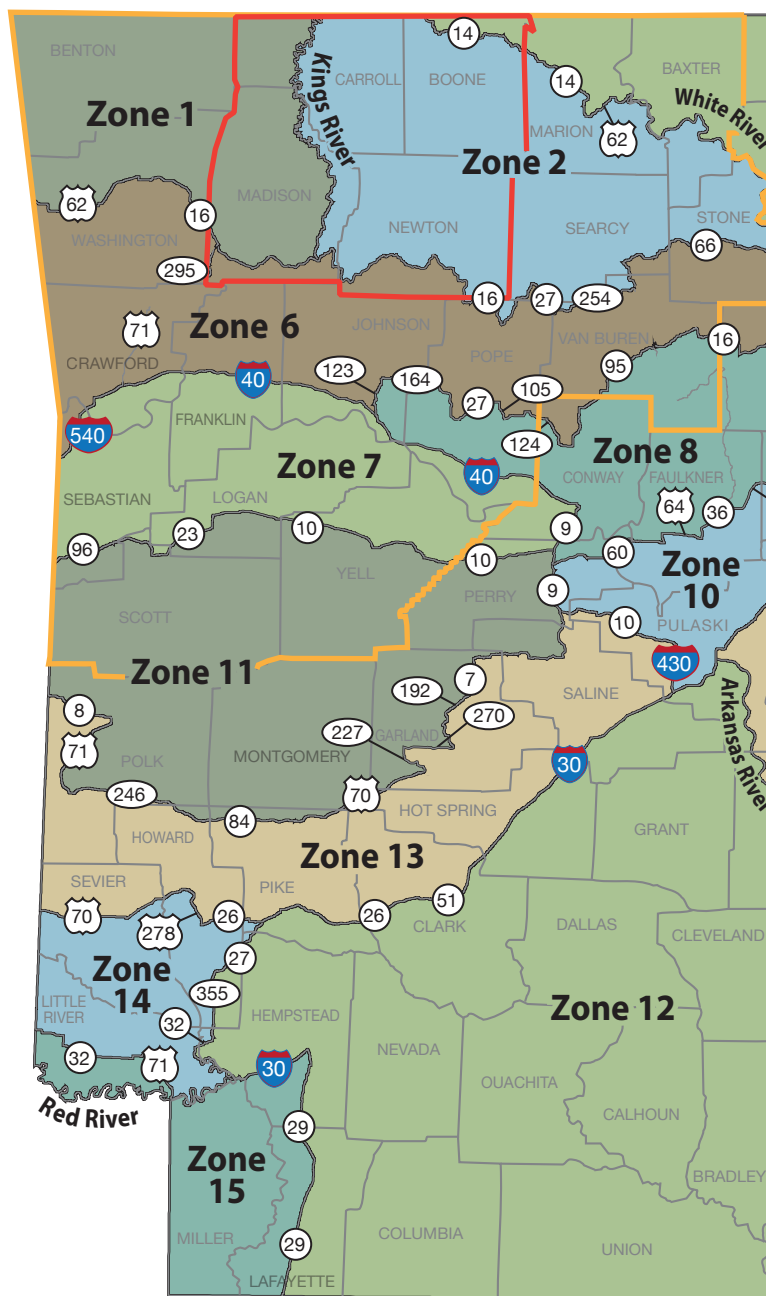 14
BENTON
CARROLL
BOONE
BAXTER
14
Kings River
Zone 1
White River
MARION
62
Zone 2
MADISON
62
16
NEWTON
SEARCY
STONE
WASHINGTON
66
295
16
27
254
71
Zone 6
JOHNSON
VAN BUREN
16
CRAWFORD
POPE
123
95
40
164
105
27
FRANKLIN
540
124
Zone 8
Zone 7
40
CONWAY
FAULKNER
SEBASTIAN
LOGAN
64
36
23
10
9
96
10
60
Zone
10
YELL
PERRY
9
SCOTT
10
PULASKI
430
Zone 11
7
192
SALINE
Arkansas River
8
270
71
227
GARLAND
POLK
MONTGOMERY
30
246
70
HOT SPRING
84
GRANT
HOWARD
Zone 13
SEVIER
PIKE
51
70
26
26
278
CLARK
DALLAS
CLEVELAND
27
Zone
14
355
LITTLE
RIVER
Zone 12
HEMPSTEAD
32
NEVADA
32
71
30
OUACHITA
Red River
CALHOUN
29
Zone
15
BRADLEY
MILLER
COLUMBIA
29
UNION
LAFAYETTE